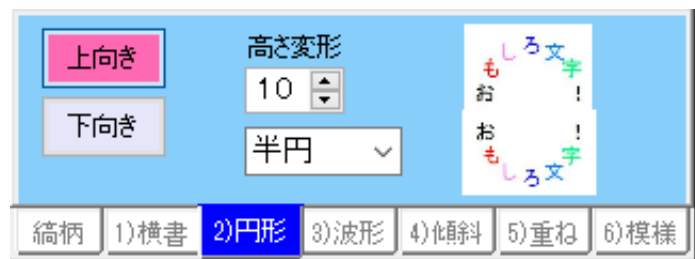 上向き
下向き
高さ変形
10
半円
おもしろ文字!
おもしろ文字!
縞柄 1)横書 2)円形 3)波形 4)傾斜 5)重ね 6)模様